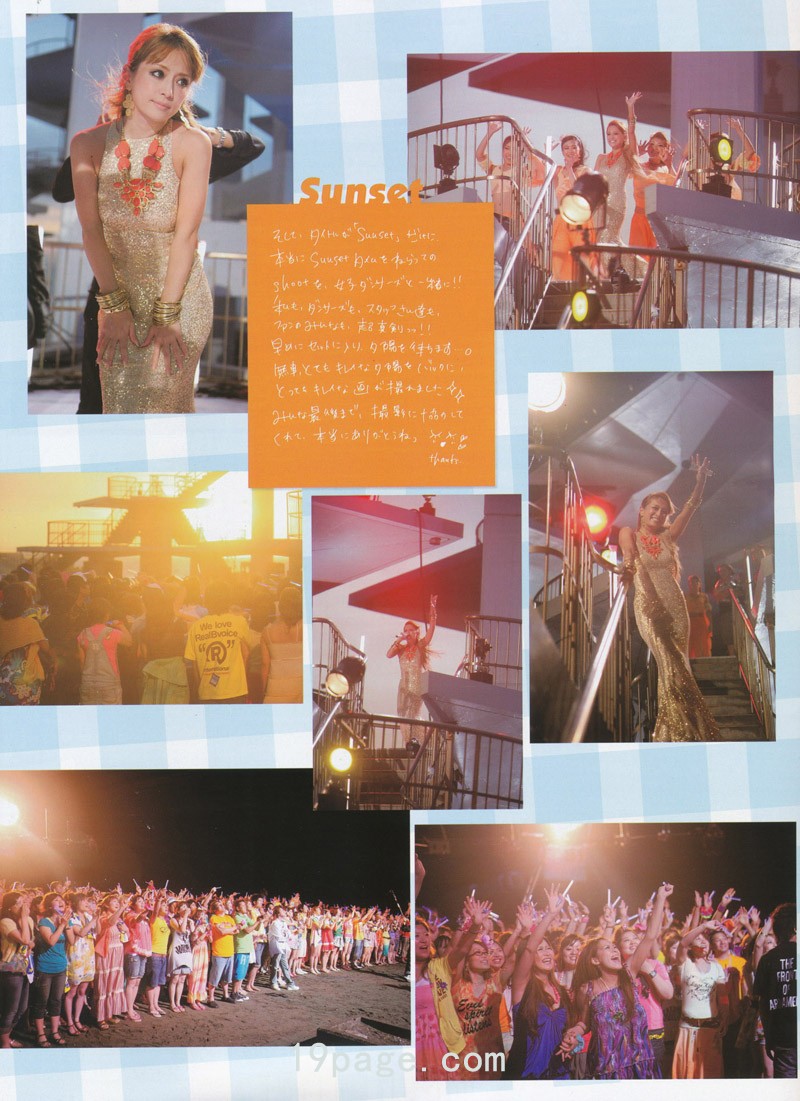 Sunset
そして、タイトルが「Sunset」だけに
本当にSunsetタイムをねらっての
shootを、女子ダンサーズと一緒に!!
私も、ダンサーズも、スタッフさん達も、
ファンのみんなも、超真剣っ!!
早めにセットに入り、夕陽を待ちます…。
無事、とてもキレイな夕陽をバックに、
とってもキレイな画が撮れました☆☆
みんな最後まで、撮影に協力して
くれて、本当にありがとうね。
thanks.
We love
RealBvoice
R
THE
FRONT
OF
19page.com